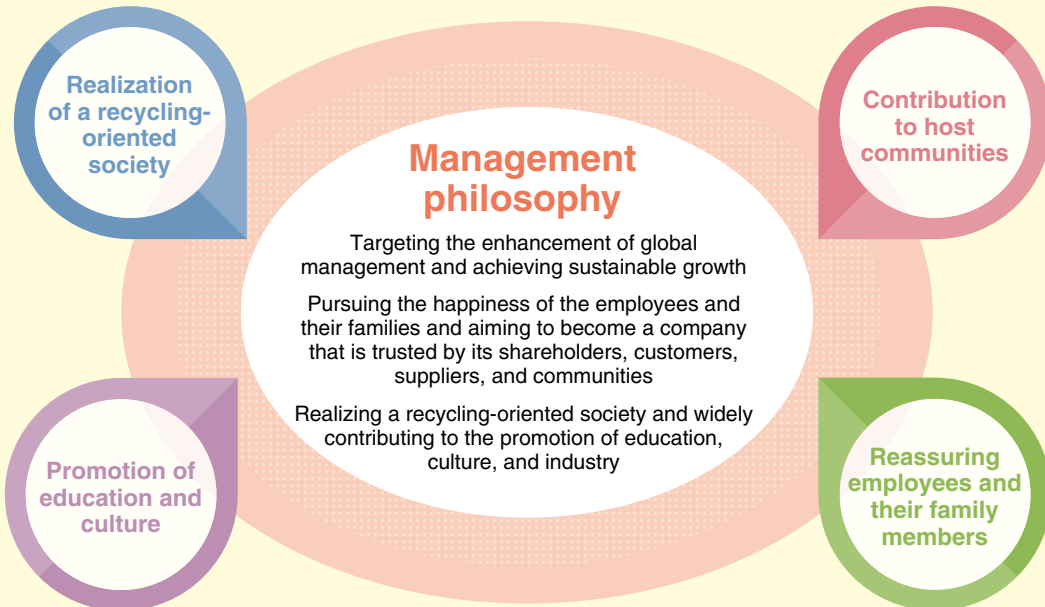 Realization
of a recycling-
oriented
society
Contribution
to host
communities
Management
philosophy
Targeting the enhancement of global
management and achieving sustainable growth
Pursuing the happiness of the employees and
their families and aiming to become a company
that is trusted by its shareholders, customers,
suppliers, and communities
Realizing a recycling-oriented society and widely
contributing to the promotion of education,
culture, and industry
Promotion of
education and
culture
Reassuring
employees and
their family
members